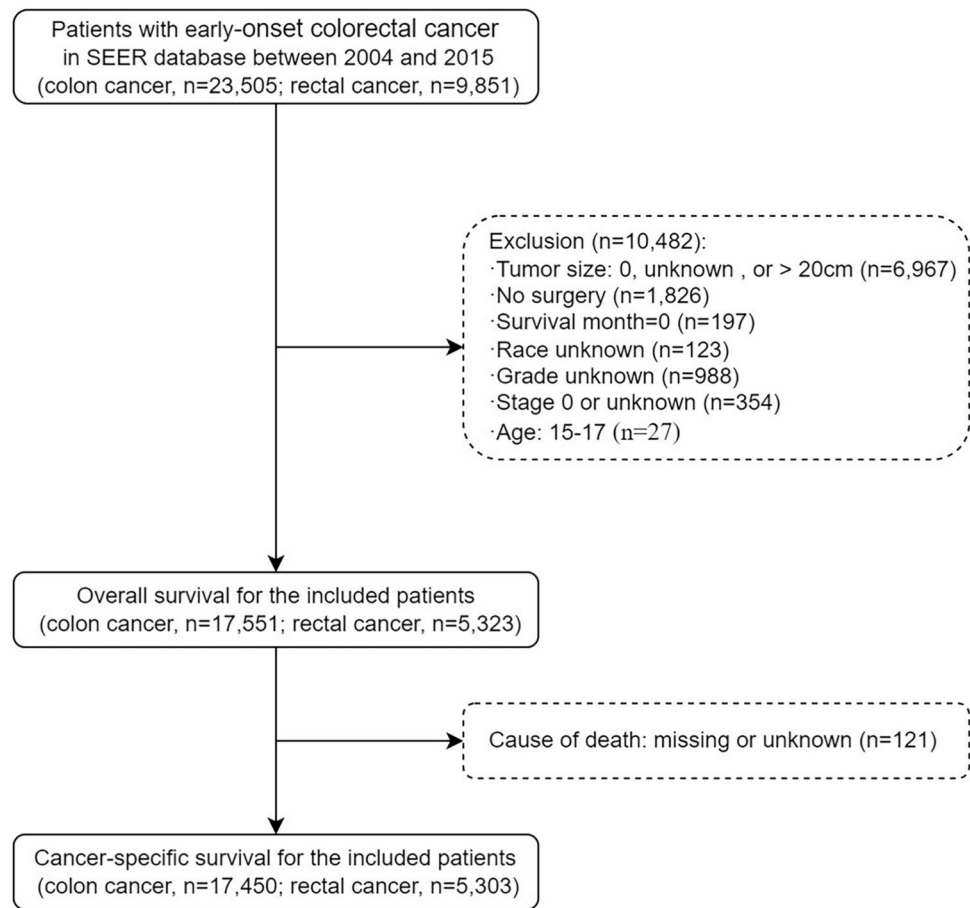 Patients with early-onset colorectal cancer
in SEER database between 2004 and 2015
(colon cancer, n=23,505; rectal cancer, n=9,851)
Exclusion (n=10,482):
·Tumor size: 0, unknown , or > 20cm (n=6,967)
·No surgery (n=1,826)
·Survival month=0 (n=197)
·Race unknown (n=123)
·Grade unknown (n=988)
·Stage 0 or unknown (n=354)
·Age: 15-17 (n=27)
Overall survival for the included patients
(colon cancer, n=17,551; rectal cancer, n=5,323)
Cause of death: missing or unknown (n=121)
Cancer-specific survival for the included patients
(colon cancer, n=17,450; rectal cancer, n=5,303)